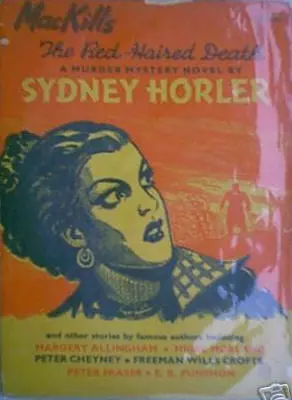 MacKill's
The Red-Haired Death
A MURDER MYSTERY NOVEL BY
SYDNEY HORLER
and other stories by famous authors including
MARGERY ALLINGHAM •
PETER CHEYNEY • FREEMAN WILLS CROFTS
PETER FRASER • E. R. PUNSHON